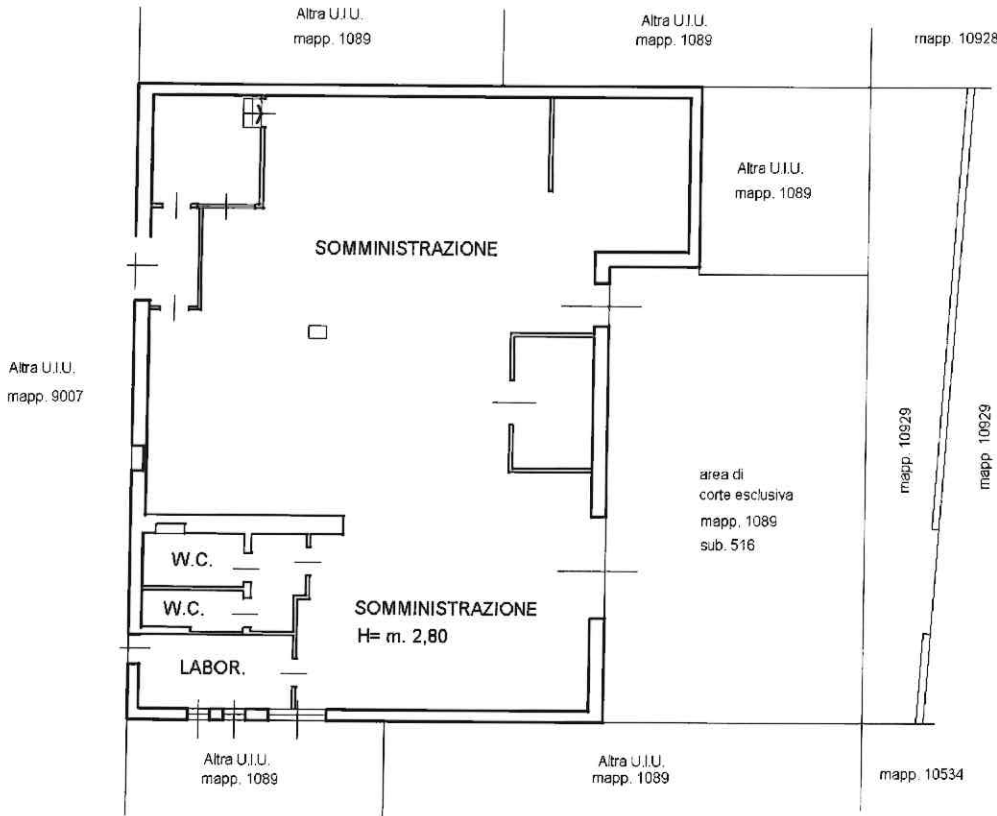 Altra U.I.U.
mapp. 1089
Altra U.I.U.
mapp. 1089
mapp. 10928
Altra U.I.U.
mapp. 1089
SOMMINISTRAZIONE
Altra U.I.U.
mapp. 9007
mapp. 10929
mapp 10929
area di
corte esclusiva
mapp. 1089
sub. 516
W.C.
W.C.
SOMMINISTRAZIONE
H= m. 2,80
LABOR.
Altra U.I.U.
mapp. 1089
Altra U.I.U.
mapp. 1089
mapp. 10534